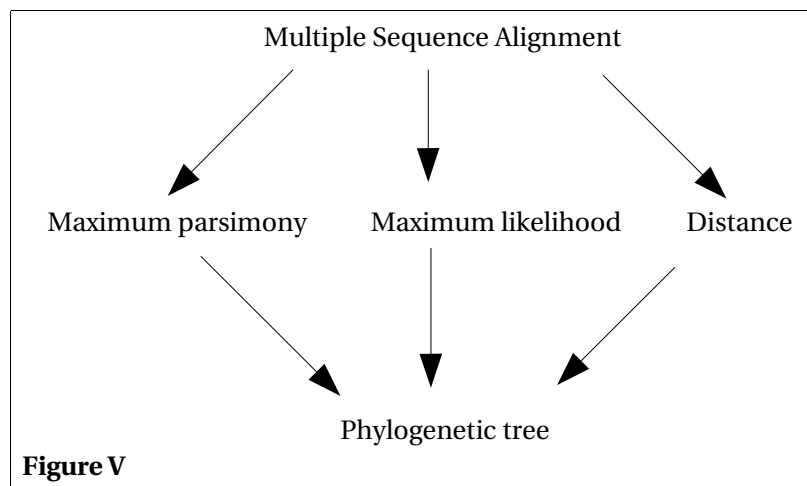 Multiple Sequence Alignment
Maximum parsimony Maximum likelihood Distance
Phylogenetic tree
Figure V